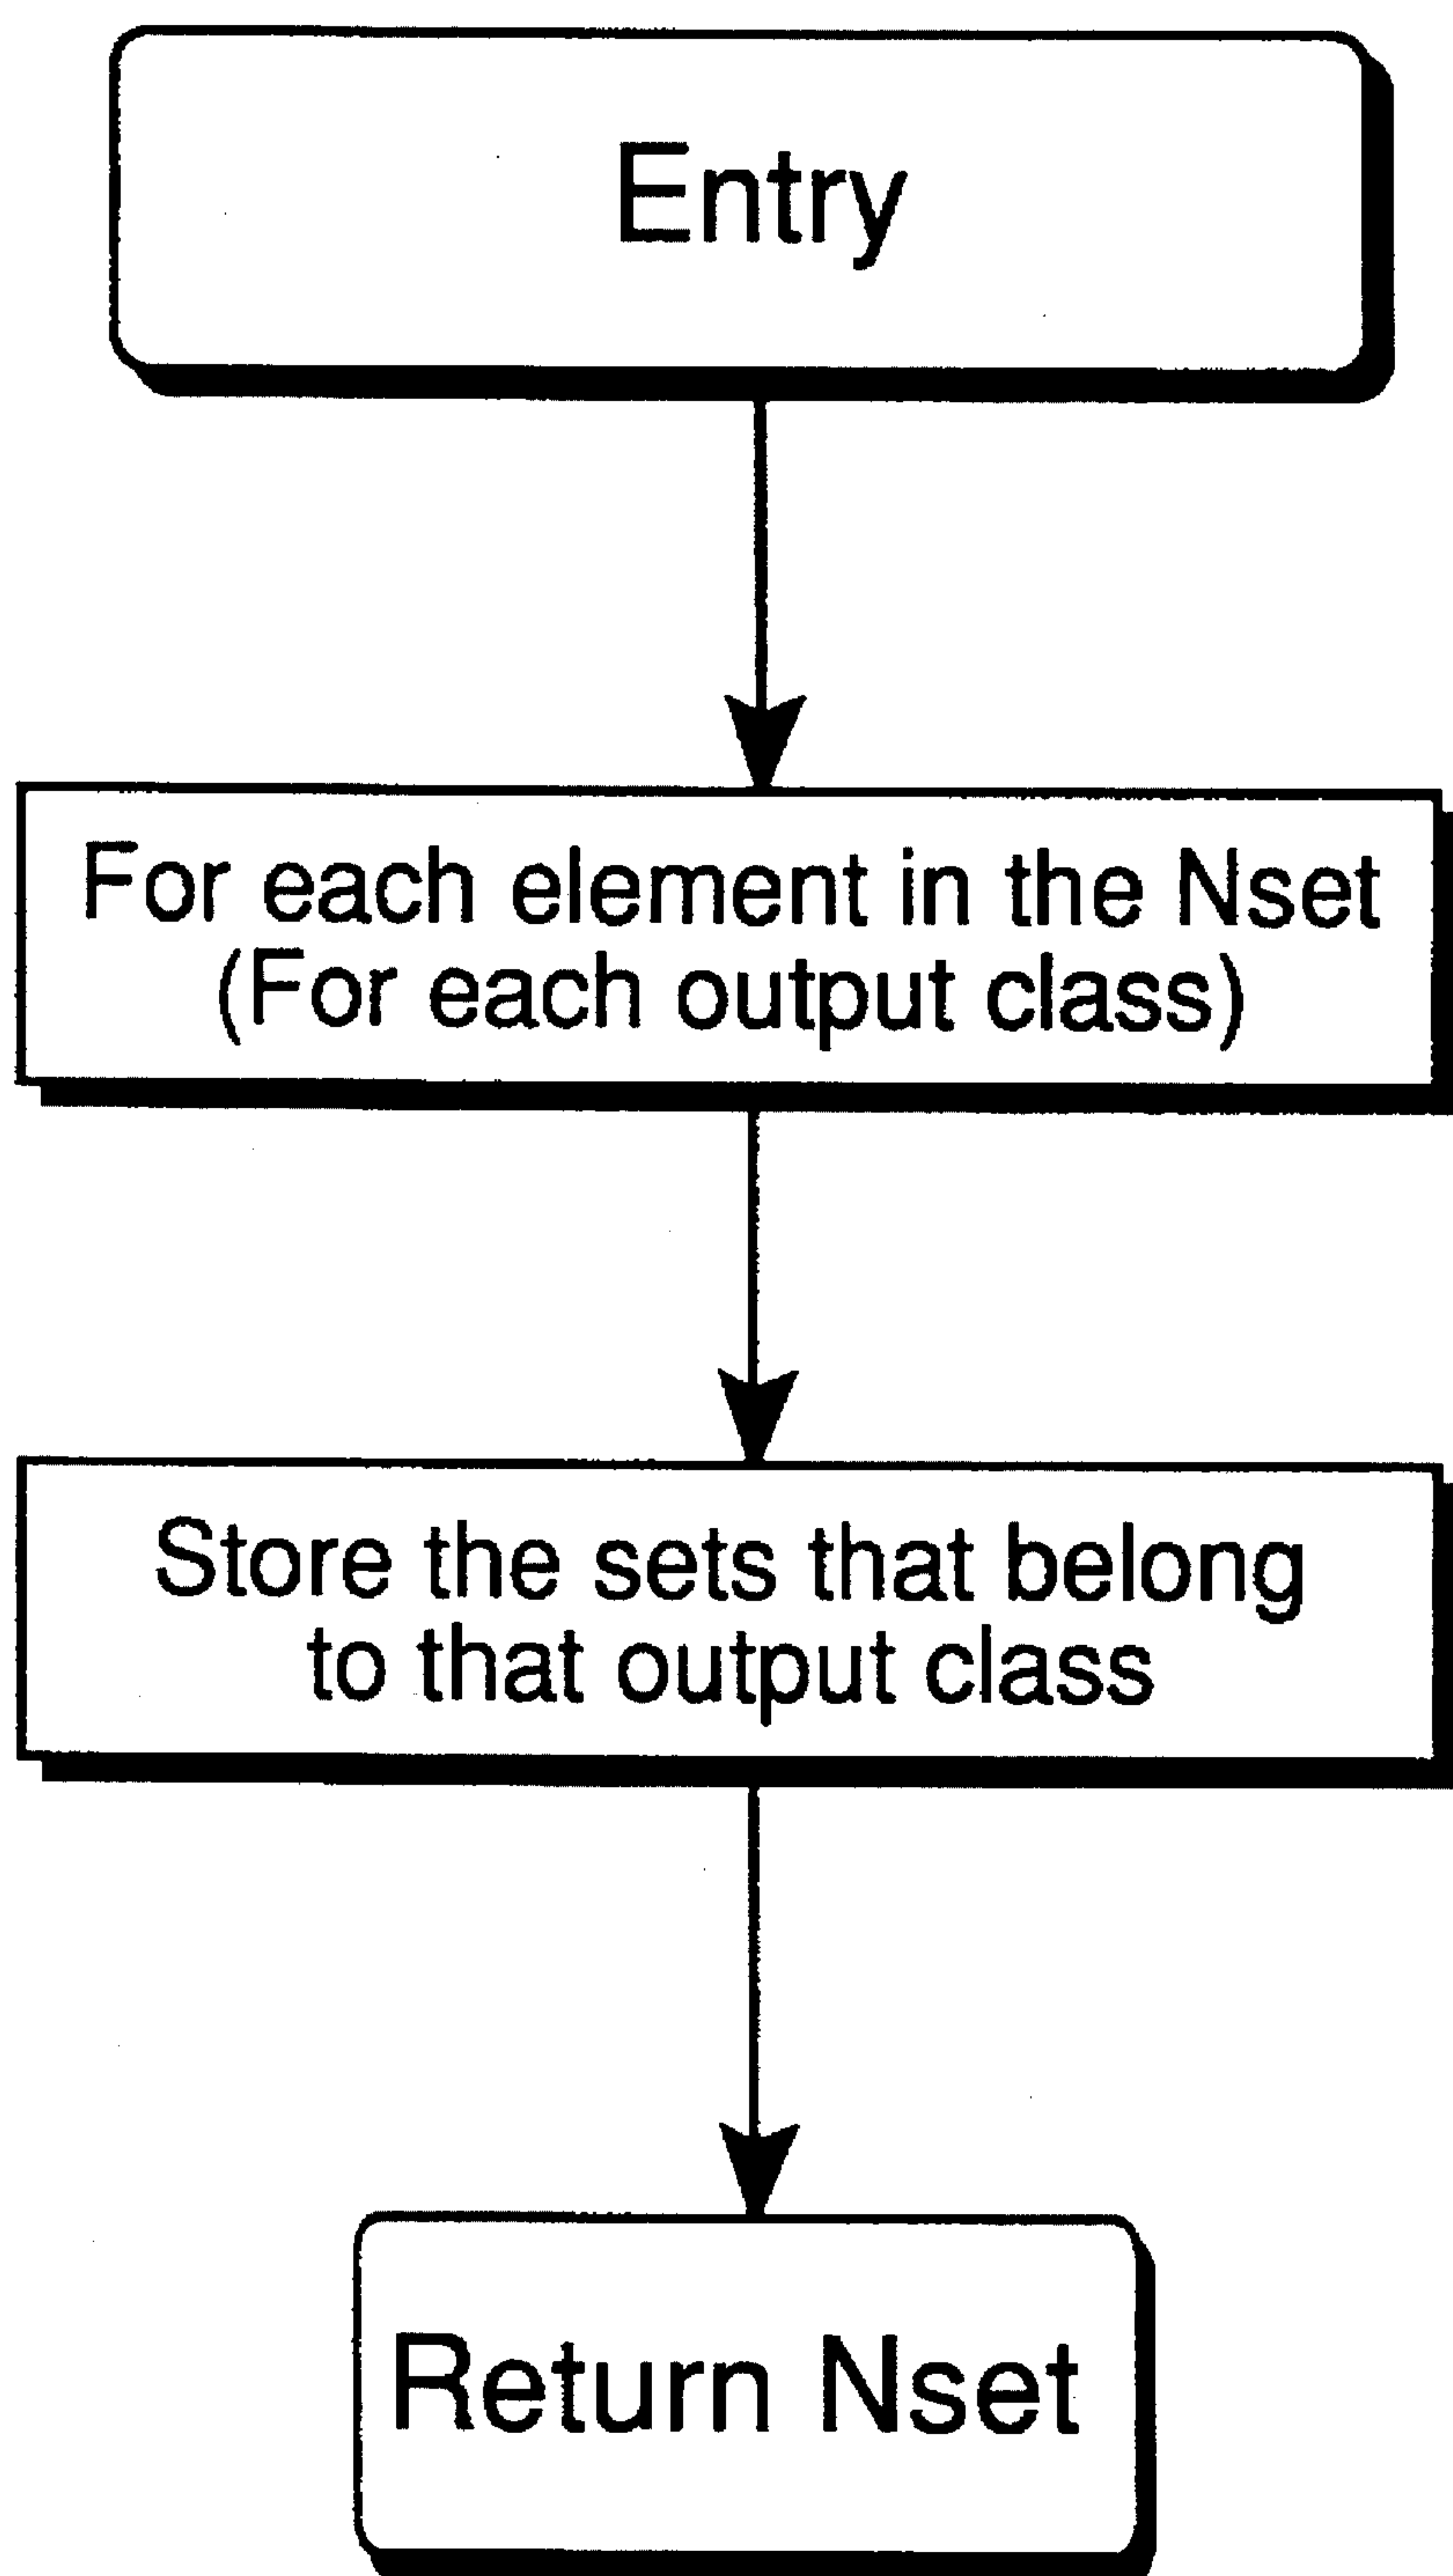 Entry
For each element in the Nset
(For each output class)
Store the sets that belong
to that output class
Return Nset